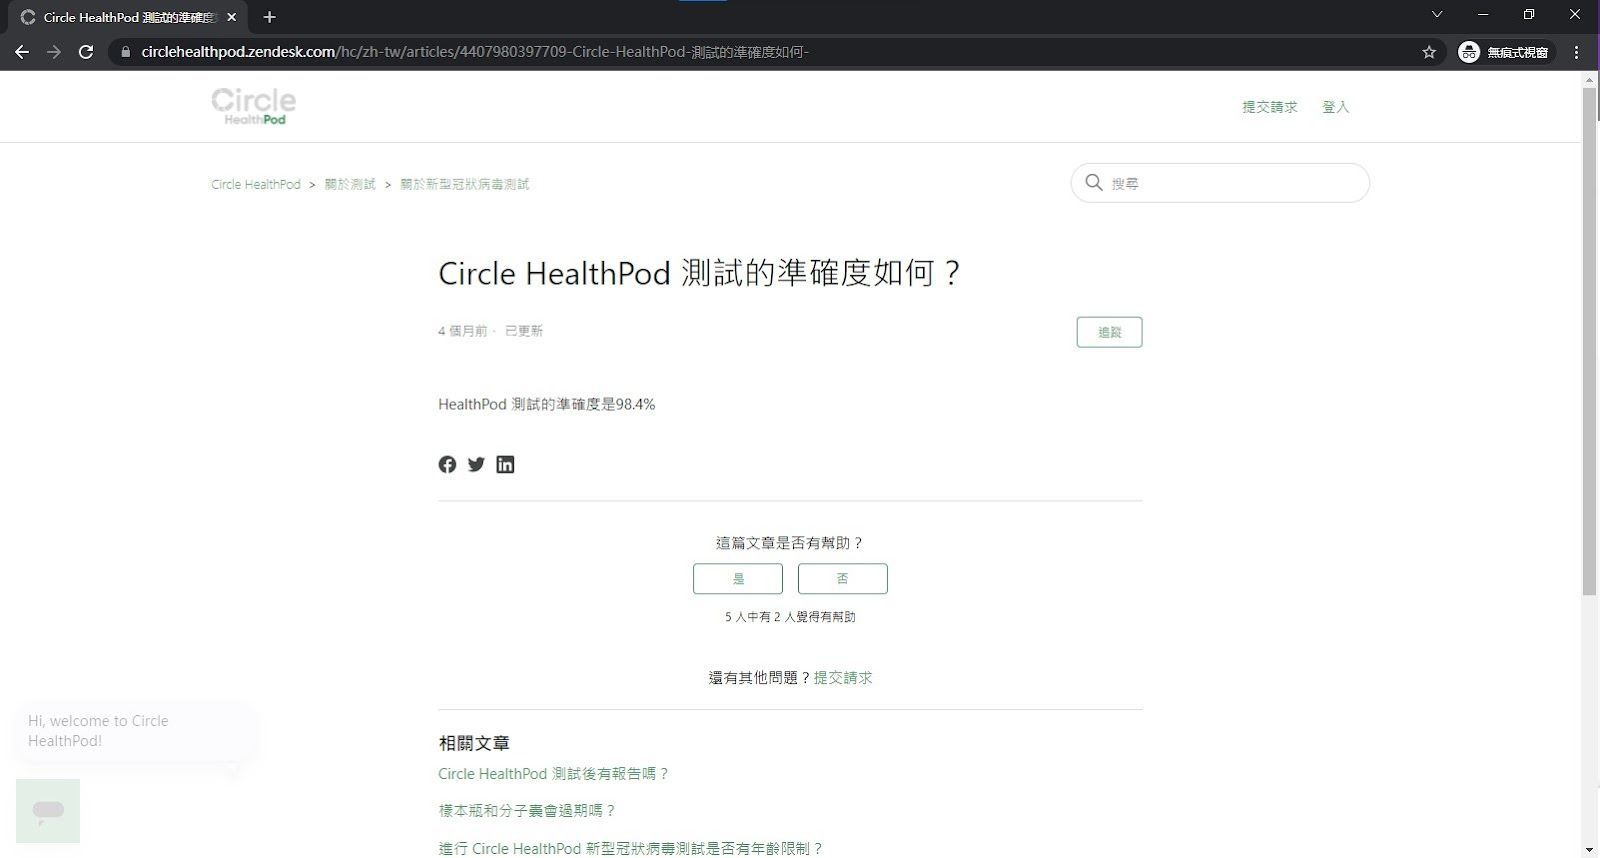 Circle HealthPod 測試的準確度
circlehealthpod.zendesk.com/hc/zh-tw/articles/4407980397709-Circle-HealthPod-測試的準確度如何-
無痕式視窗
Circle
HealthPod
提交請求 登入
Circle HealthPod > 關於測試 > 關於新型冠狀病毒測試
搜尋
Circle HealthPod 測試的準確度如何？
4 個月前 · 已更新
追蹤
HealthPod 測試的準確度是98.4%
這篇文章是否有幫助？
是 否
5 人中有 2 人覺得有幫助
還有其他問題？提交請求
Hi, welcome to Circle
HealthPod!
相關文章
Circle HealthPod 測試後有報告嗎？
樣本瓶和分子囊會過期嗎？
進行 Circle HealthPod 新型冠狀病毒測試是否有年齡限制？